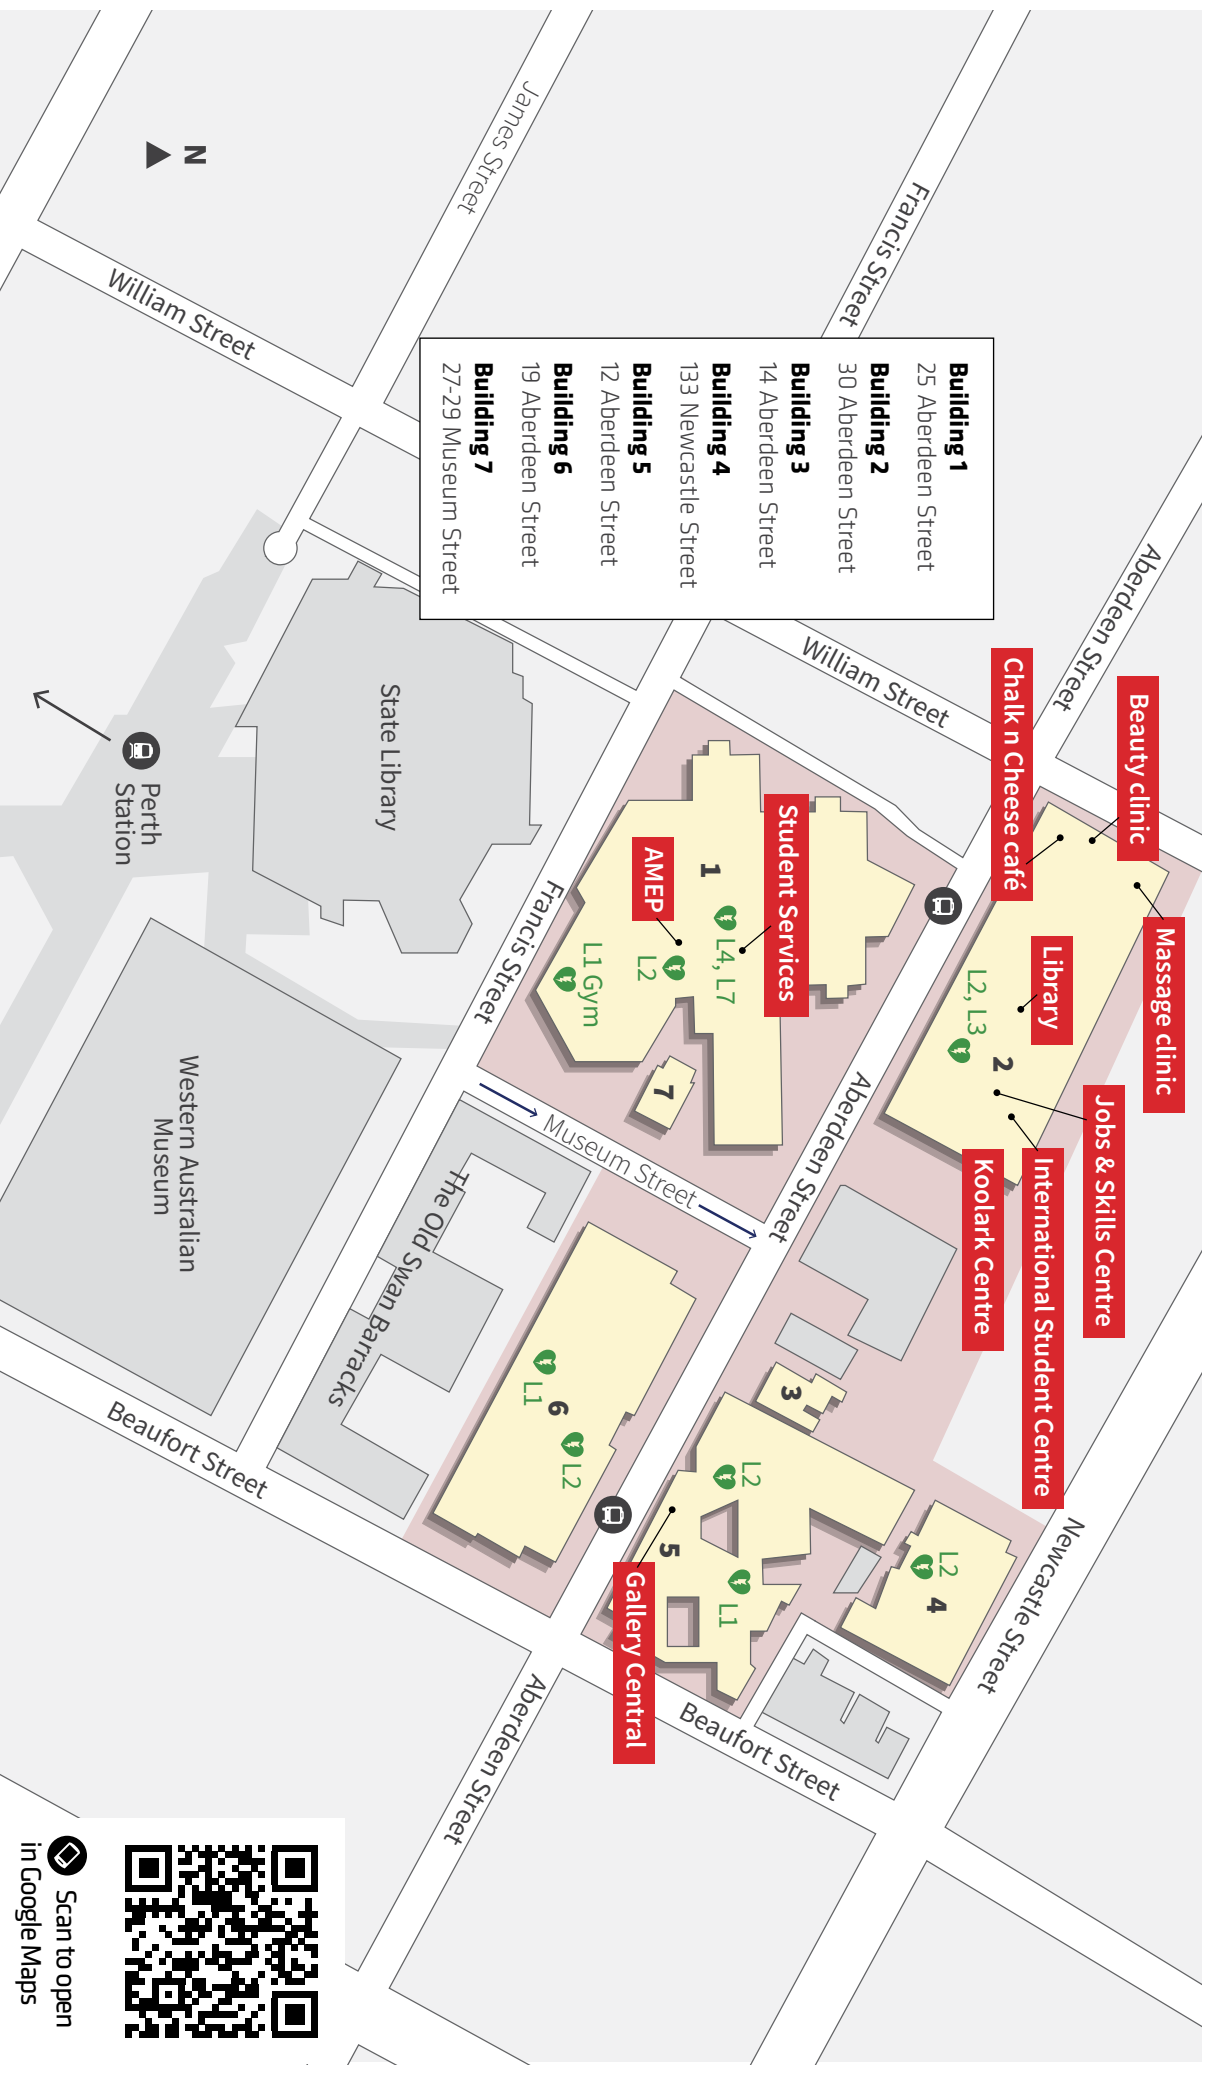 Beauty clinic
Massage clinic
Chalk n Cheese café
Library
Jobs & Skills Centre
International Student Centre
Koolark Centre
Student Services
AMEP
Gallery Central
Building 1
25 Aberdeen Street
Building 2
30 Aberdeen Street
Building 3
14 Aberdeen Street
Building 4
133 Newcastle Street
Building 5
12 Aberdeen Street
Building 6
19 Aberdeen Street
Building 7
27-29 Museum Street
Aberdeen Street
Newcastle Street
Francis Street
William Street
Beaufort Street
Aberdeen Street
Aberdeen Street
James Street
Museum Street
Francis Street
William Street
Beaufort Street
2
L2, L3
1
L4, L7
L2
L1 Gym
7
3
4
L2
5
L2
L1
6
L1
L2
State Library
The Old Swan Barracks
Western Australian
Museum
Perth
Station
N
Scan to open
in Google Maps